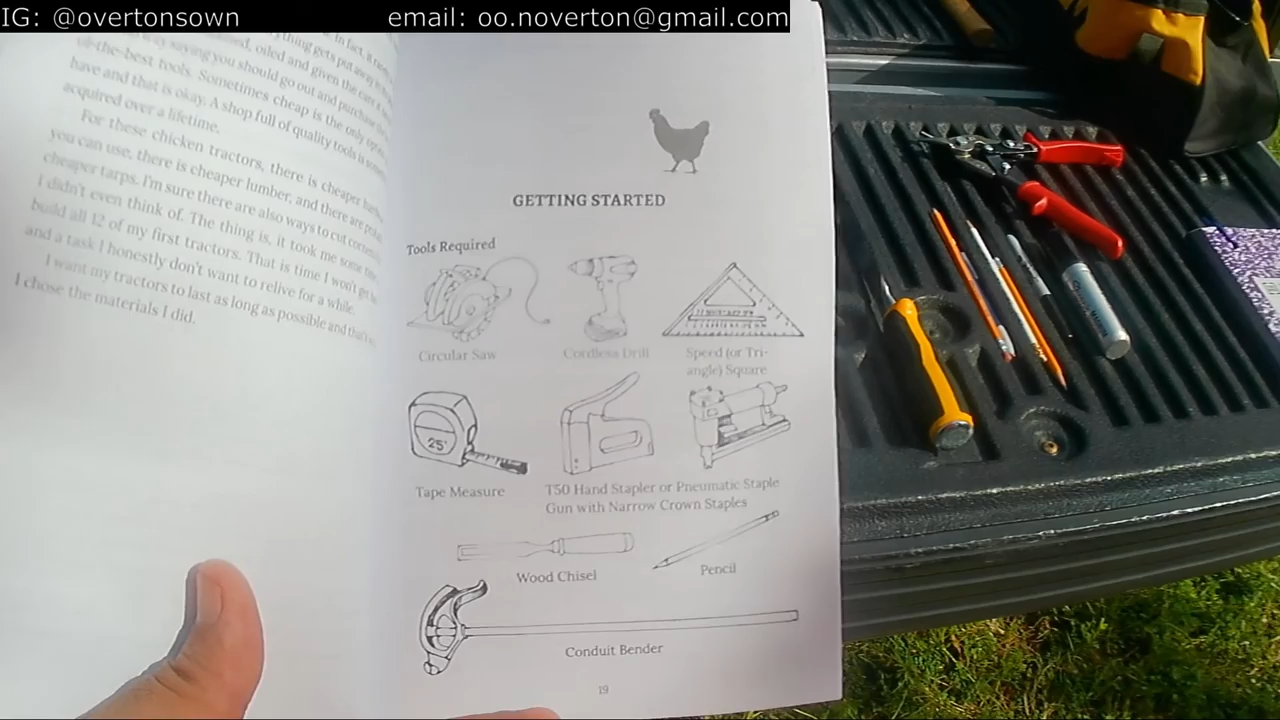 IG: @overtonsown
email: oo.noverton@gmail.com
ything gets put away in
oiled and given the care it
way saying you should go out and purchase
of-the-best tools. Sometimes cheap is the only
have and that is okay. A shop full of quality tools is
acquired over a lifetime.
For these chicken tractors, there is cheaper
you can use, there is cheaper lumber, and there are
cheaper tarps. I'm sure there are also ways to cut
I didn't even think of. The thing is, it took me some
build all 12 of my first tractors. That is time I won't get
and a task I honestly don't want to relive for a while.
I want my tractors to last as long as possible and that's
I chose the materials I did.
GETTING STARTED
Tools Required
Circular Saw
Cordless Drill
Speed (or Tri-
angle) Square
25'
Tape Measure
T50 Hand Stapler or Pneumatic Staple
Gun with Narrow Crown Staples
Wood Chisel
Pencil
Conduit Bender
19